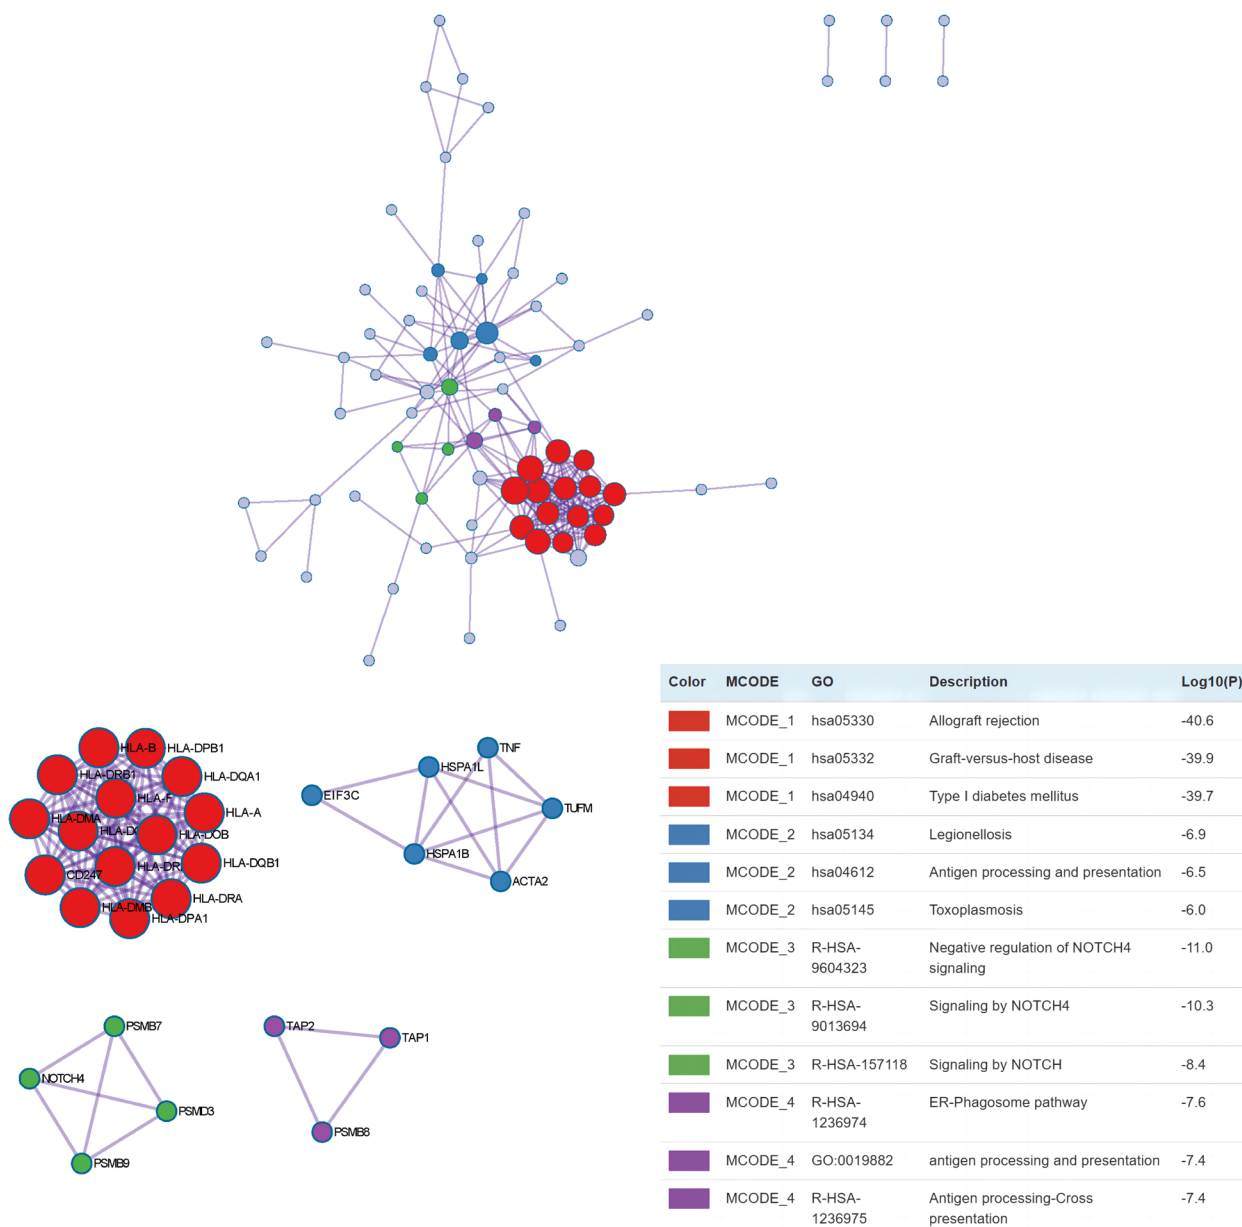 Color MCODE GO Description Log10(P)
MCODE_1 hsa05330 Allograft rejection -40.6
MCODE_1 hsa05332 Graft-versus-host disease -39.9
MCODE_1 hsa04940 Type I diabetes mellitus -39.7
MCODE_2 hsa05134 Legionellosis -6.9
MCODE_2 hsa04612 Antigen processing and presentation -6.5
MCODE_2 hsa05145 Toxoplasmosis -6.0
MCODE_3 R-HSA- Negative regulation of NOTCH4 -11.0
9604323 signaling
MCODE_3 R-HSA- Signaling by NOTCH4 -10.3
9013694
MCODE_3 R-HSA-157118 Signaling by NOTCH -8.4
MCODE_4 R-HSA- ER-Phagosome pathway -7.6
1236974
MCODE_4 GO:0019882 antigen processing and presentation -7.4
MCODE_4 R-HSA- Antigen processing-Cross -7.4
1236975 presentation
HLA-B HLA-DPB1
HLA-DRB1 HLA-DQA1
HLA-F
HLA-A
HLA-DMA
HLA-DOB
HLA-DQB1
CD247
HLA-DRA
HLA-DMB
HLA-DPA1
TNF
HSPA1L
EIF3C
TUFM
HSPA1B
ACTA2
PSMB7
NOTCH4
PSMD3
PSMB9
TAP2
TAP1
PSMB8